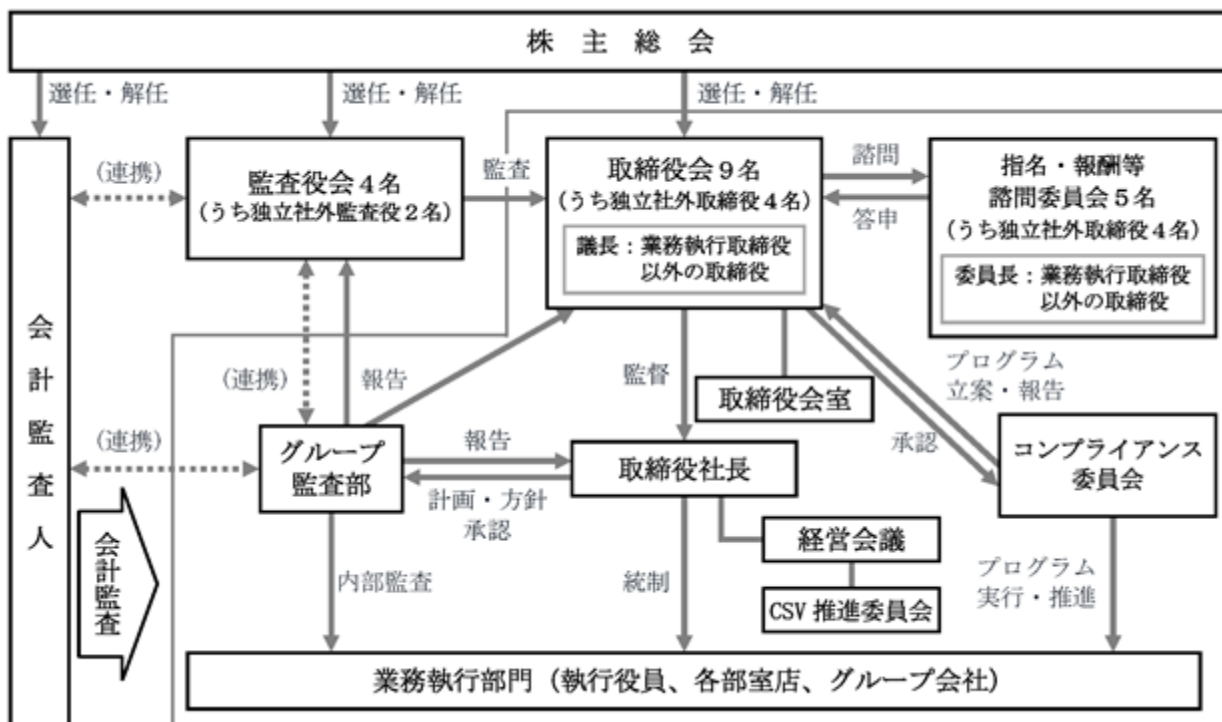 株主総会
選任・解任
選任・解任
選任・解任
会計監査人
(連携)
監査役会4名
(うち独立社外監査役2名)
監査
取締役会9名
(うち独立社外取締役4名)
議長：業務執行取締役
以外の取締役
諮問
答申
指名・報酬等
諮問委員会5名
(うち独立社外取締役4名)
委員長：業務執行取締役
以外の取締役
(連携)
報告
監督
取締役会室
プログラム
立案・報告
承認
(連携)
グループ
監査部
報告
計画・方針
承認
取締役社長
コンプライアンス
委員会
会計監査
内部監査
統制
経営会議
CSV推進委員会
プログラム
実行・推進
業務執行部門（執行役員、各部室店、グループ会社）